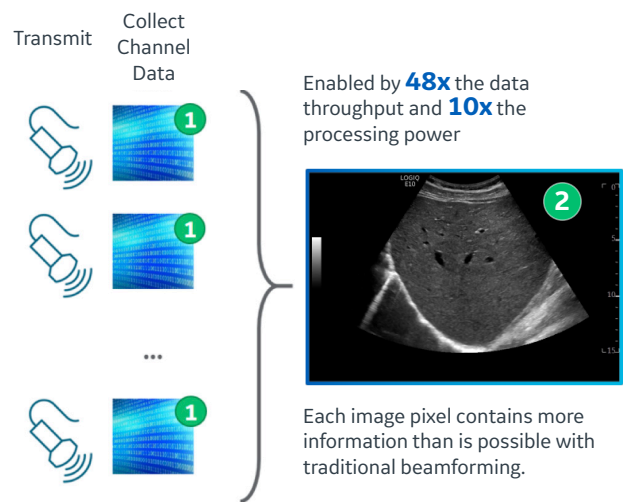 Transmit
Collect
Channel
Data
1
1
...
1
Enabled by 48x the data
throughput and 10x the
processing power
LOGIQ
E10
2
0
5
10
15
Each image pixel contains more
information than is possible with
traditional beamforming.